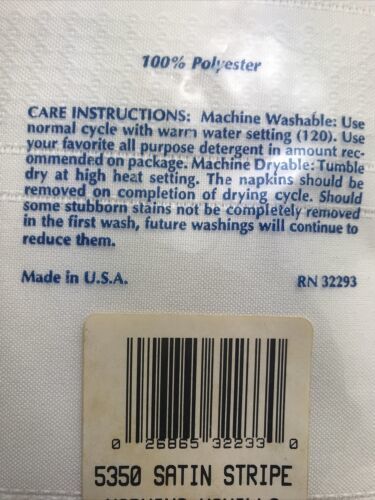 100% Polyester
CARE INSTRUCTIONS: Machine Washable: Use
normal cycle with warm water setting (120). Use
your favorite all purpose detergent in amount rec-
ommended on package. Machine Dryable: Tumble
dry at high heat setting. The napkins should be
removed on completion of drying cycle. Should
some stubborn stains not be completely removed
in the first wash, future washings will continue to
reduce them.
Made in U.S.A. RN 32293
0 26865 32233 0
5350 SATIN STRIPE